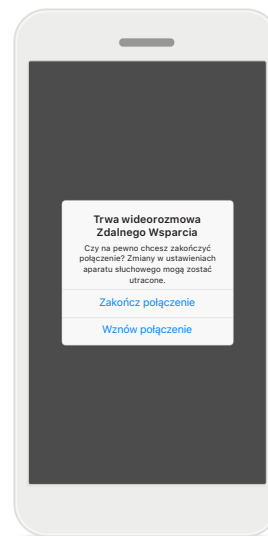 Trwa wideorozmowa
Zdalnego Wsparcia
Czy na pewno chcesz zakończyć
połączenie? Zmiany w ustawieniach
aparatu słuchowego mogą zostać
utracone.
Zakończ połączenie
Wznów połączenie